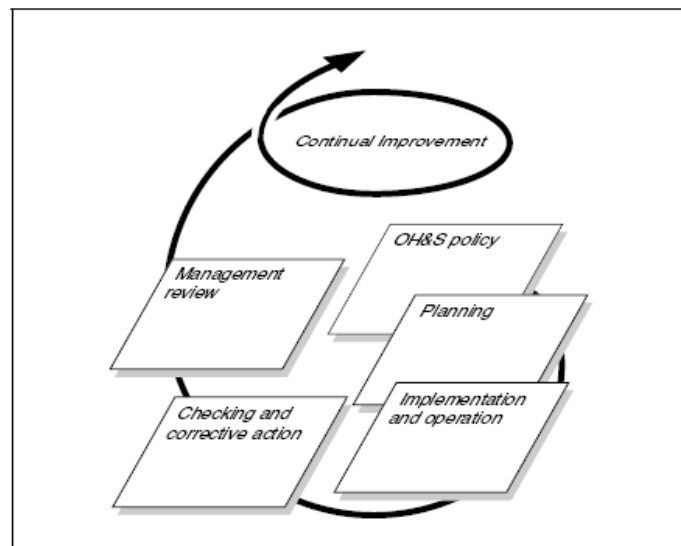 Continual Improvement
OH&S policy
Management
review
Planning
Implementation
and operation
Checking and
corrective action